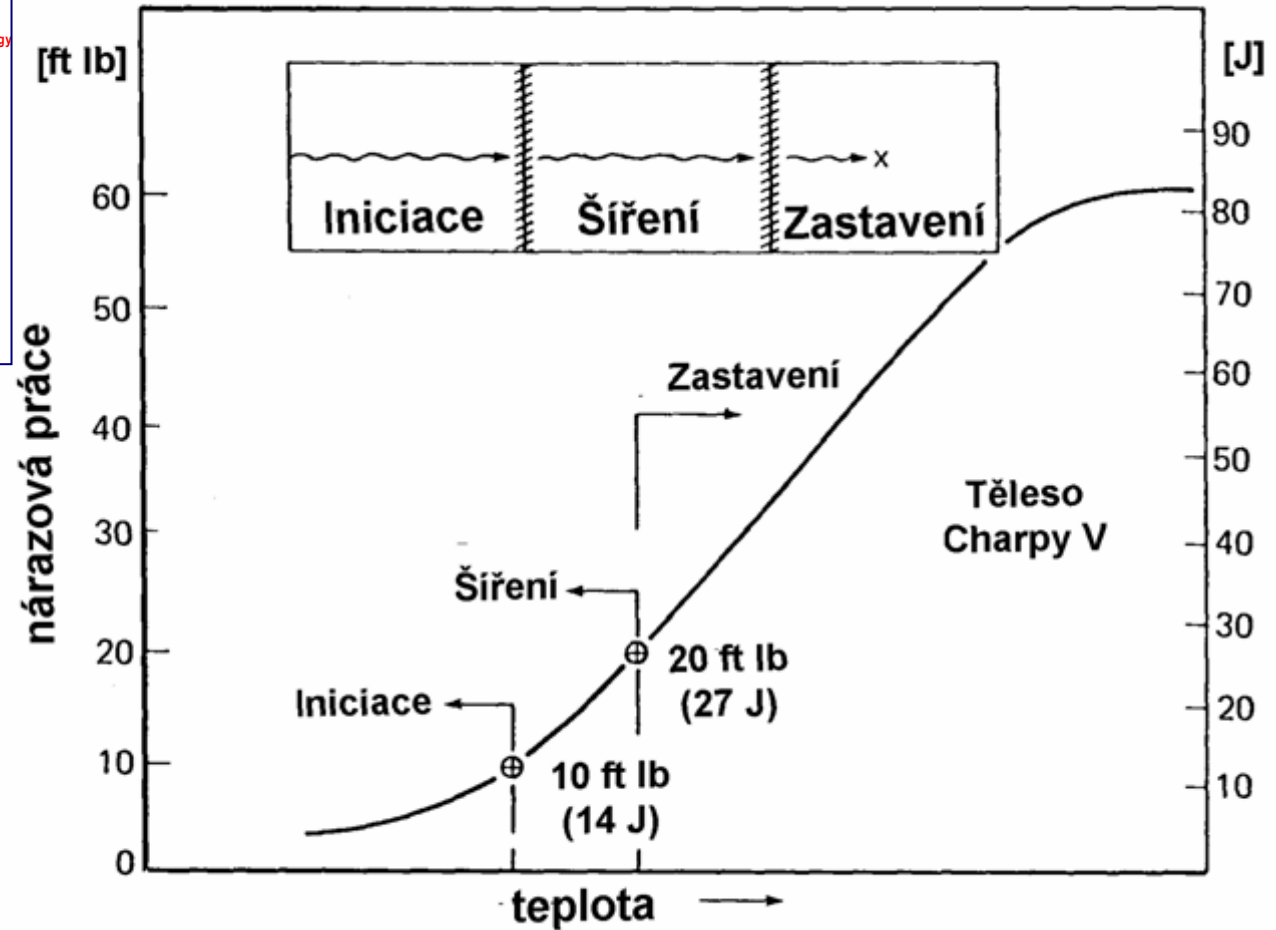 gy
[ft lb]
[J]
Iniciace
Šíření
Zastavení
x
60
50
40
30
20
10
0
90
80
70
60
50
40
30
20
10
nárazová práce
Zastavení
Těleso
Charpy V
Šíření
20 ft lb
(27 J)
Iniciace
10 ft lb
(14 J)
teplota